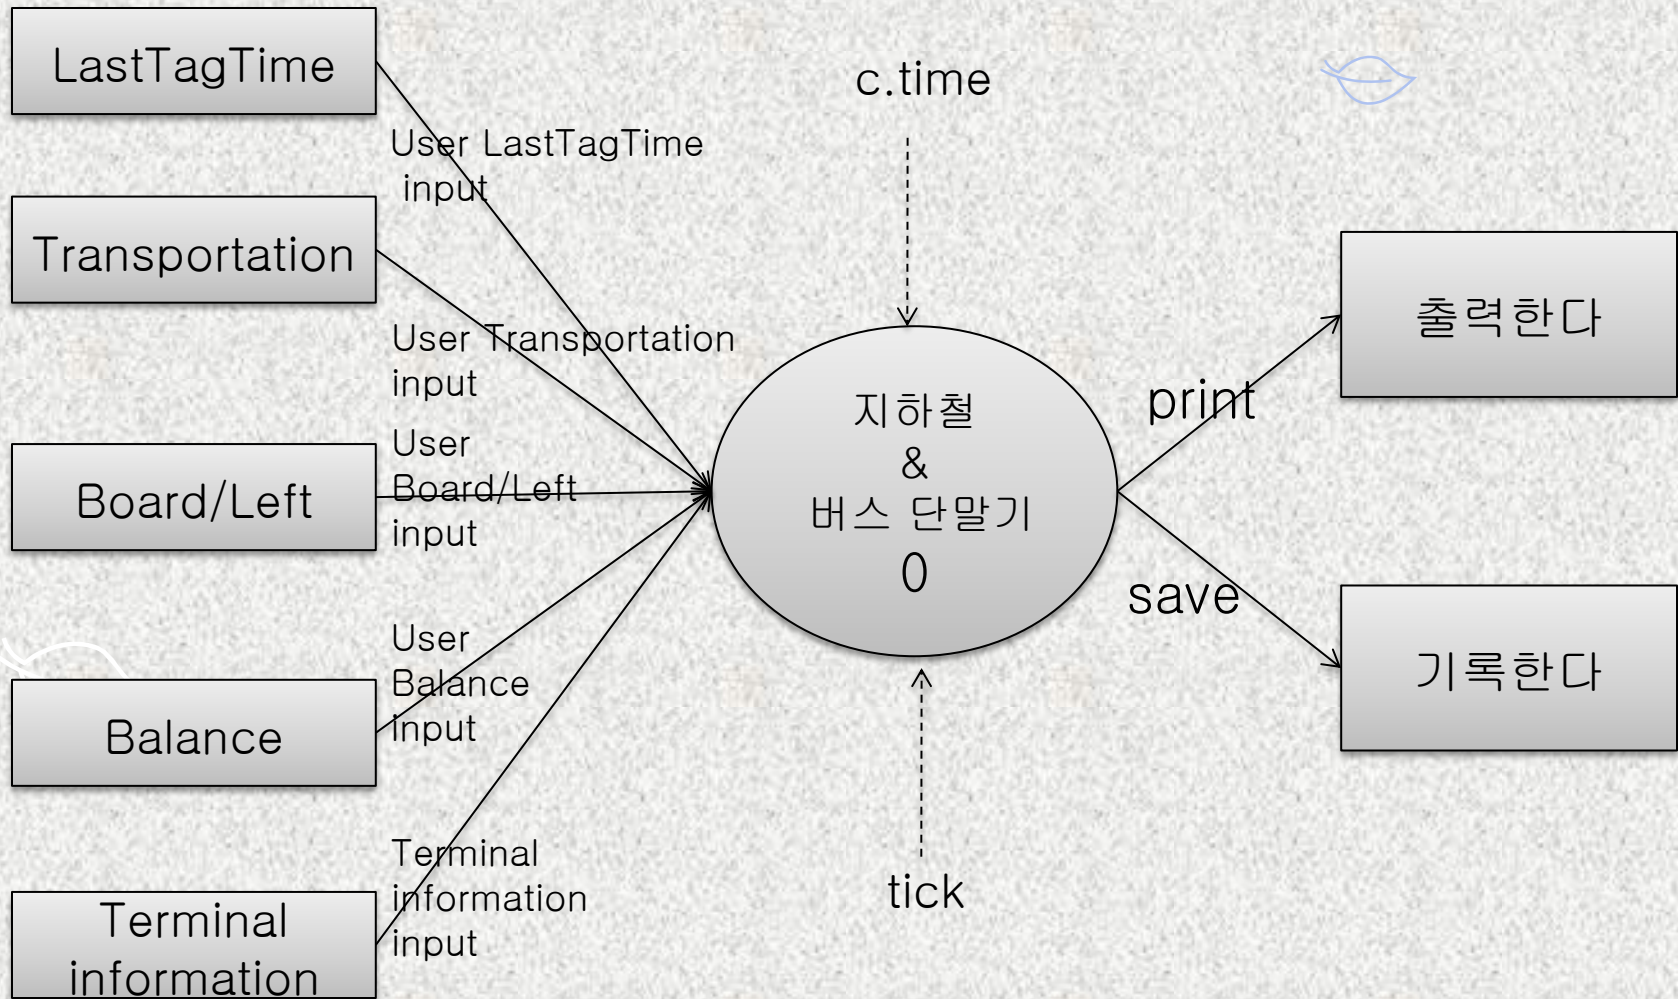 LastTagTime
c.time
User LastTagTime
input
Transportation
User Transportation
input
Board/Left
User
Board/Left
input
Balance
User
Balance
input
Terminal
information
Terminal
information
input
지하철
&
버스 단말기
0
tick
print
출력한다
save
기록한다